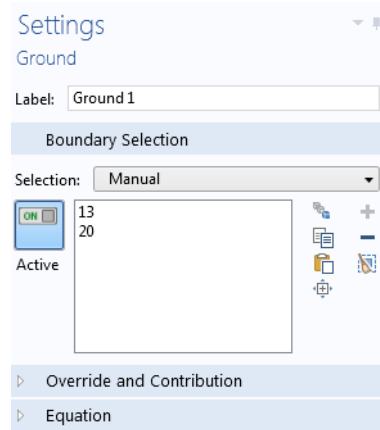 Settings
Ground
Label: Ground 1
Boundary Selection
Selection: Manual
ON
13
20
Active
Override and Contribution
Equation